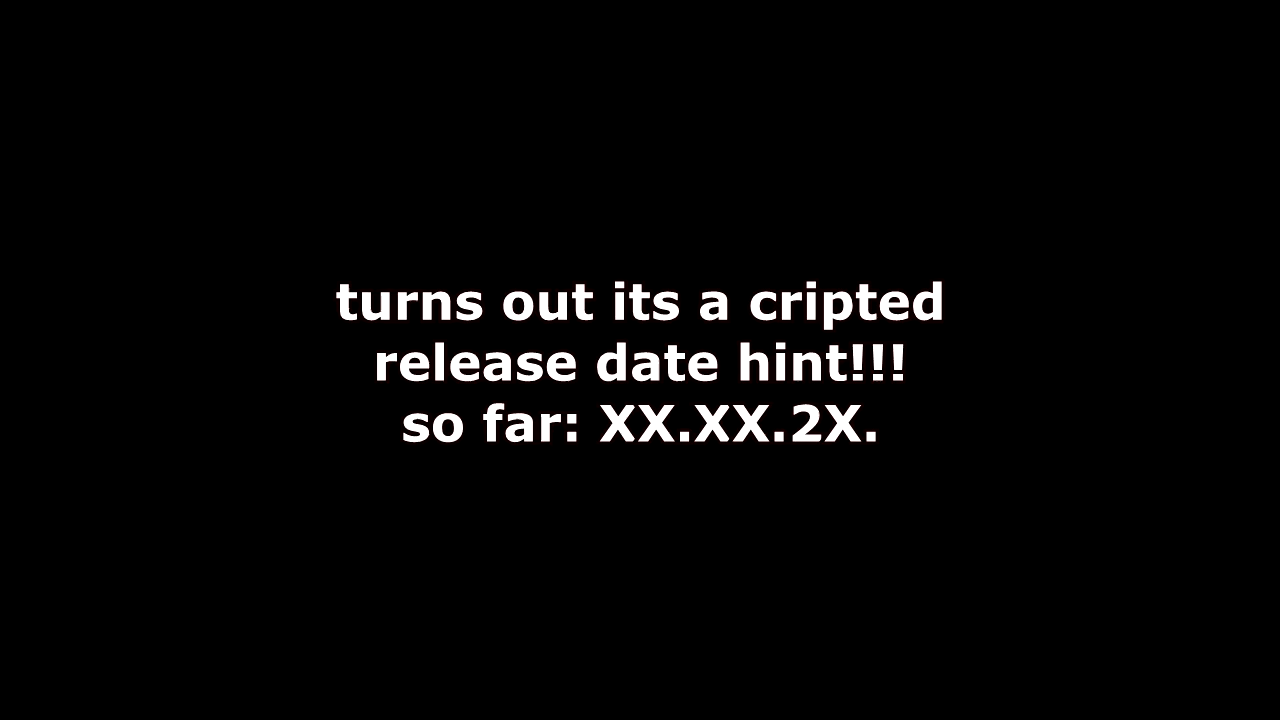 turns out its a cripted
release date hint!!!
so far: XX.XX.2X.